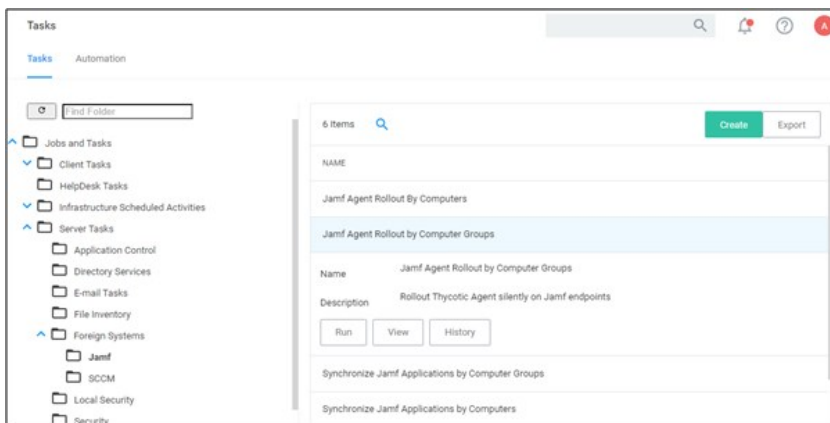 Tasks
A
Tasks Automation
Find Folder
Jobs and Tasks
Client Tasks
HelpDesk Tasks
Infrastructure Scheduled Activities
Server Tasks
Application Control
Directory Services
E-mail Tasks
File Inventory
Foreign Systems
Jamf
SCCM
Local Security
Security
6 Items
Create Export
NAME
Jamf Agent Rollout By Computers
Jamf Agent Rollout by Computer Groups
Name Jamf Agent Rollout by Computer Groups
Description Rollout Thycotic Agent silently on Jamf endpoints
Run View History
Synchronize Jamf Applications by Computer Groups
Synchronize Jamf Applications by Computers